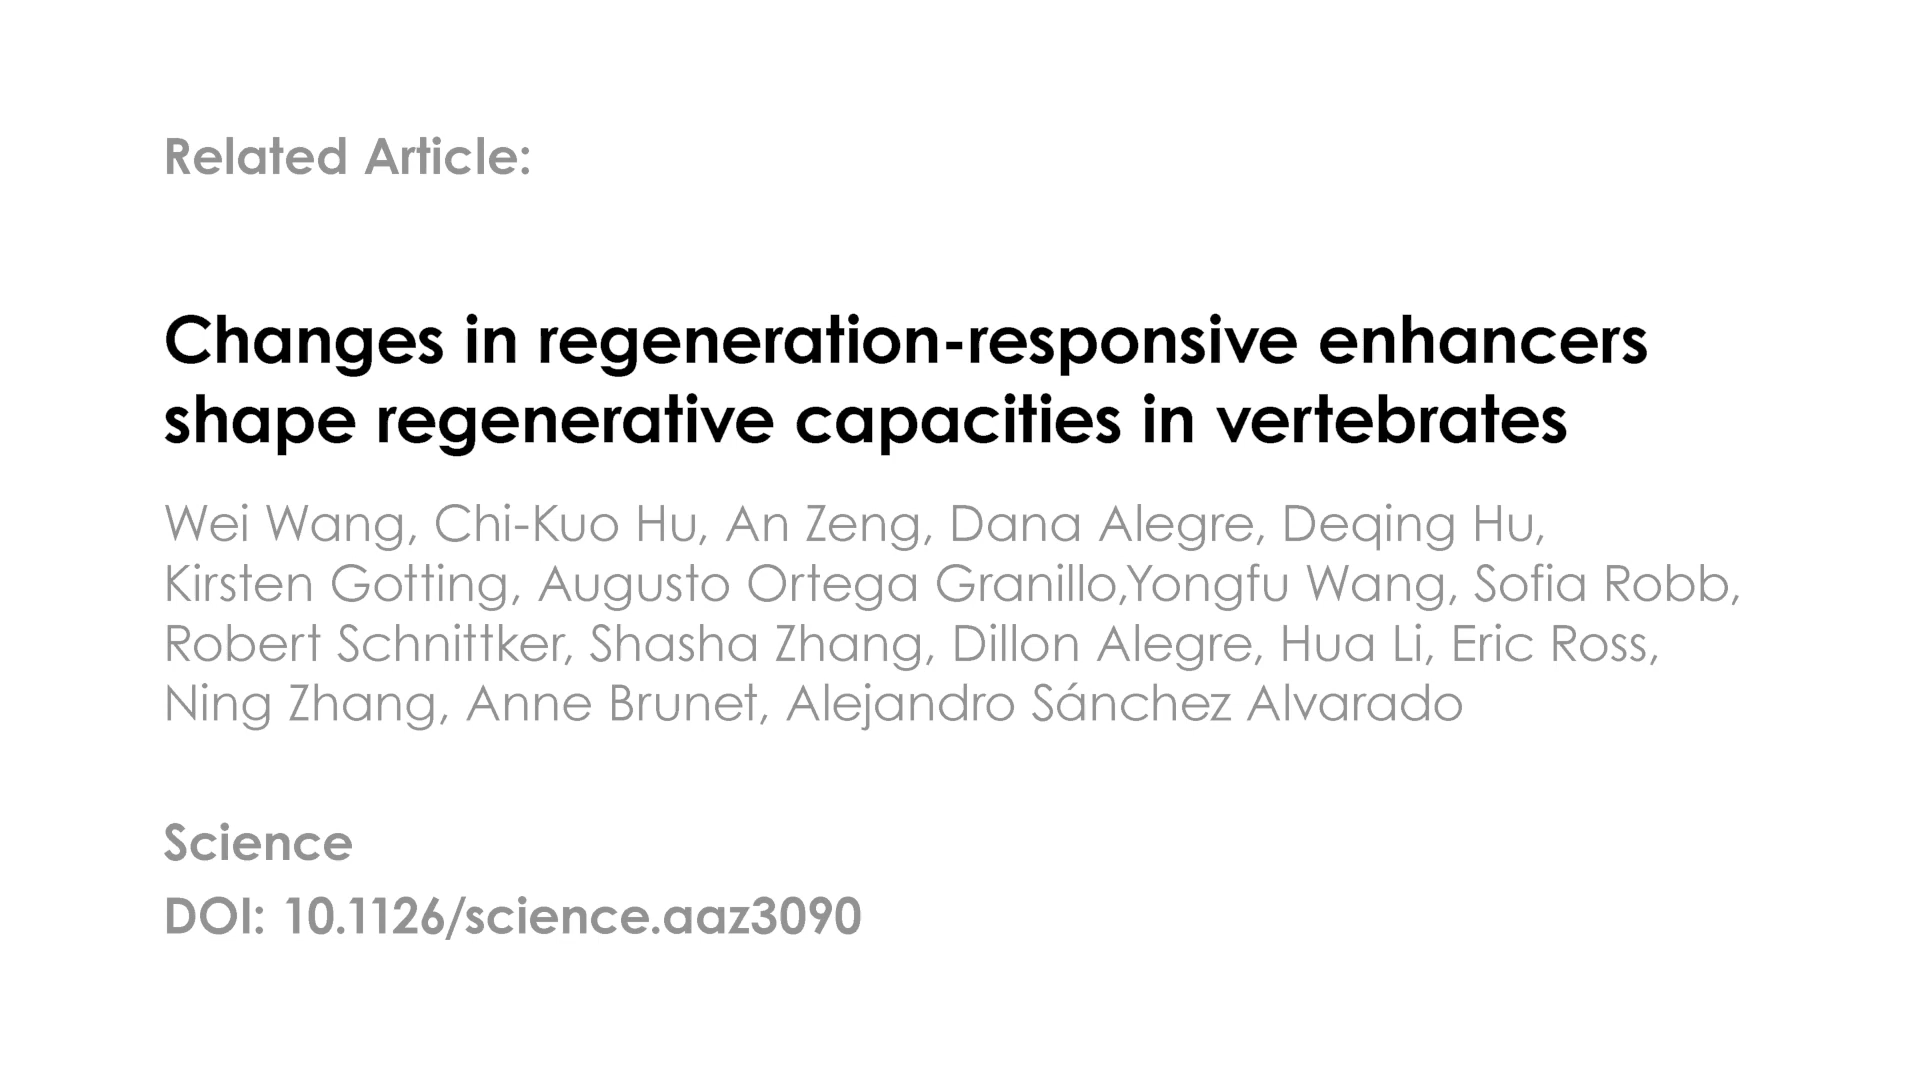 Related Article:
Changes in regeneration-responsive enhancers
shape regenerative capacities in vertebrates
Wei Wang, Chi-Kuo Hu, An Zeng, Dana Alegre, Deqing Hu,
Kirsten Gotting, Augusto Ortega Granillo,Yongfu Wang, Sofia Robb,
Robert Schnittker, Shasha Zhang, Dillon Alegre, Hua Li, Eric Ross,
Ning Zhang, Anne Brunet, Alejandro Sánchez Alvarado
Science
DOI: 10.1126/science.aaz3090